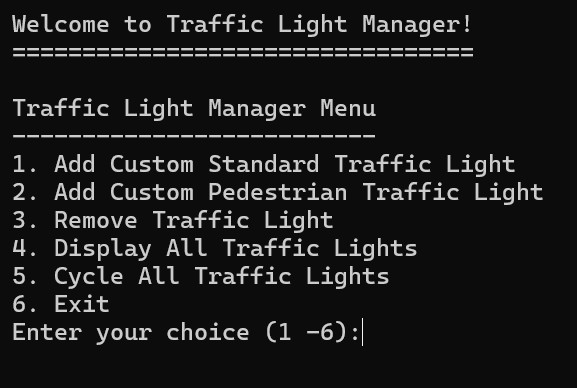 Welcome to Traffic Light Manager!
=================================
Traffic Light Manager Menu
--------------------------
1. Add Custom Standard Traffic Light
2. Add Custom Pedestrian Traffic Light
3. Remove Traffic Light
4. Display All Traffic Lights
5. Cycle All Traffic Lights
6. Exit
Enter your choice (1 -6):